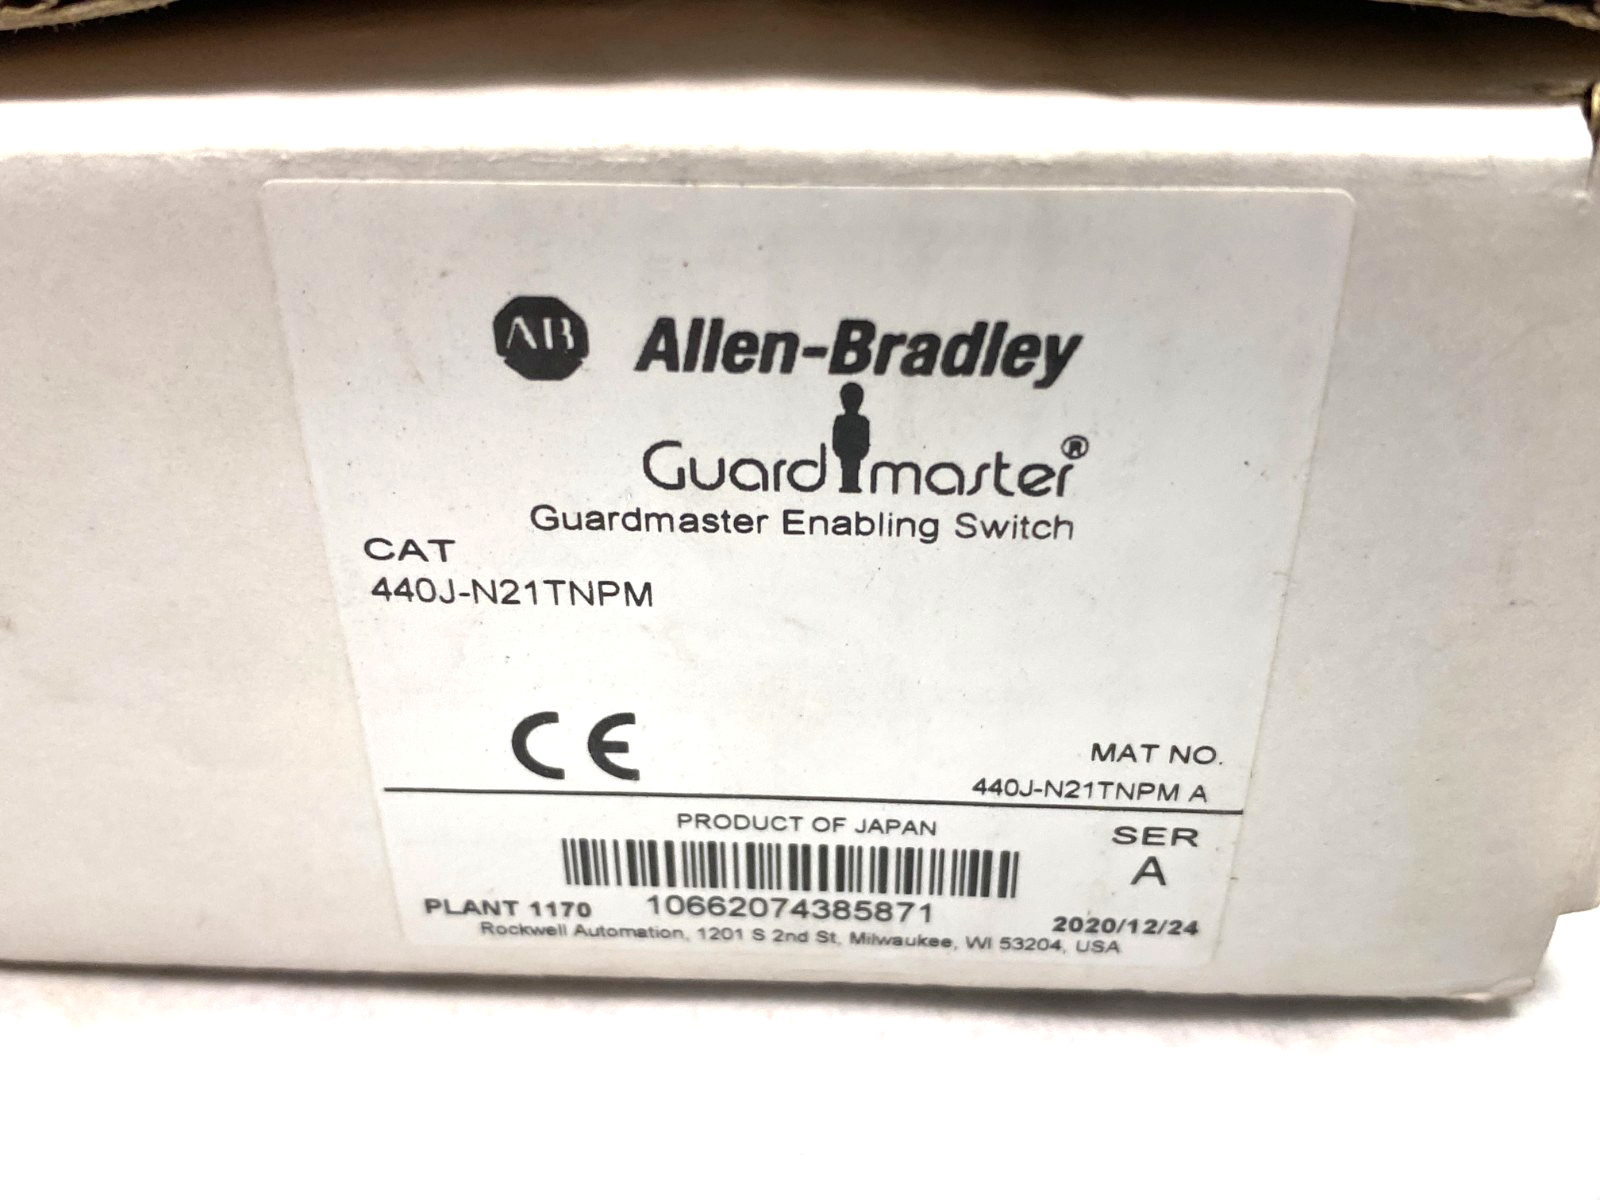 AB Allen-Bradley
Guardmaster®
Guardmaster Enabling Switch
CAT
440J-N21TNPM
CE
MAT NO.
440J-N21TNPM A
PRODUCT OF JAPAN
SER
A
PLANT 1170
10662074385871
2020/12/24
Rockwell Automation, 1201 S 2nd St, Milwaukee, WI 53204, USA